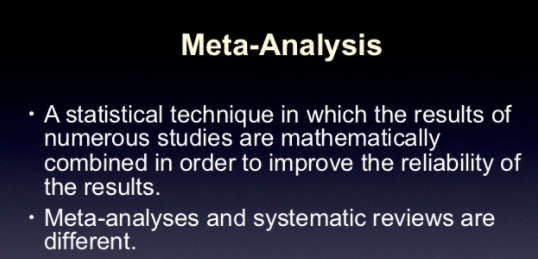 Meta-Analysis
• A statistical technique in which the results of
numerous studies are mathematically
combined in order to improve the reliability of
the results.
• Meta-analyses and systematic reviews are
different.